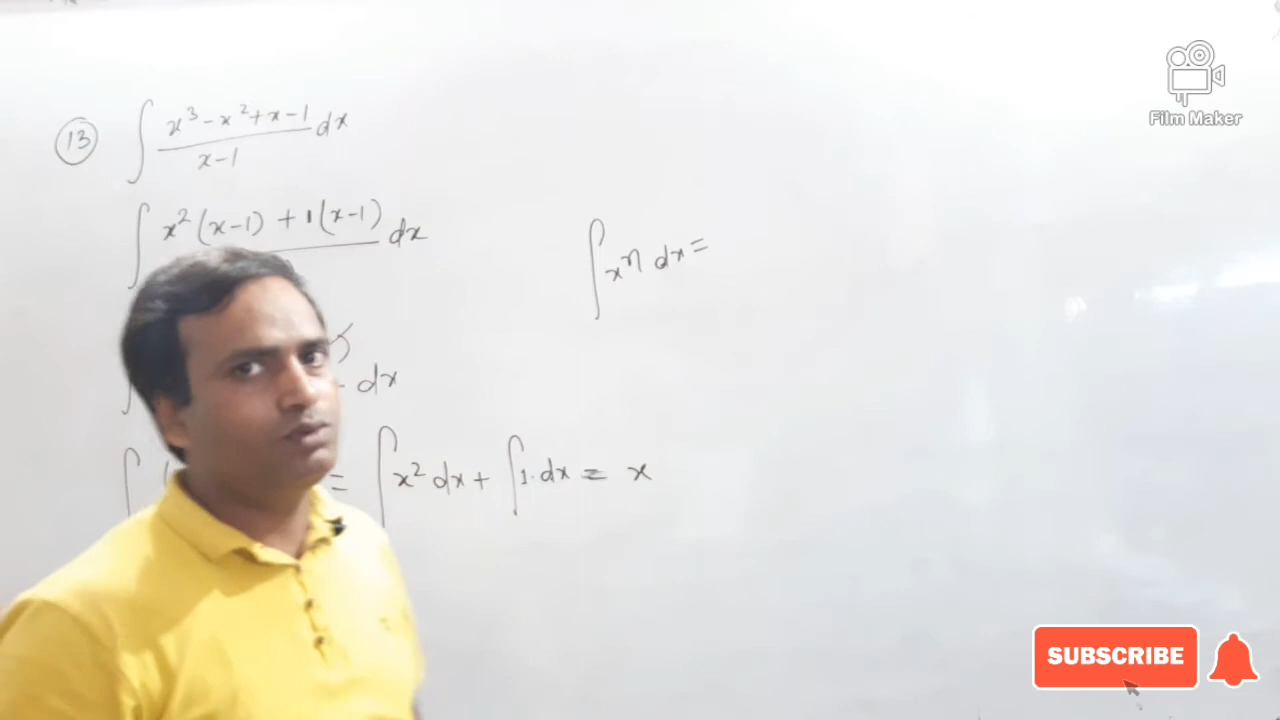 13 ∫ x³ - x² + x - 1 / x - 1 dx
∫ x² (x-1) + 1 (x-1) dx
∫ xⁿ dx =
dx
= ∫ x² dx + ∫ 1. dx = x
Film Maker
SUBSCRIBE